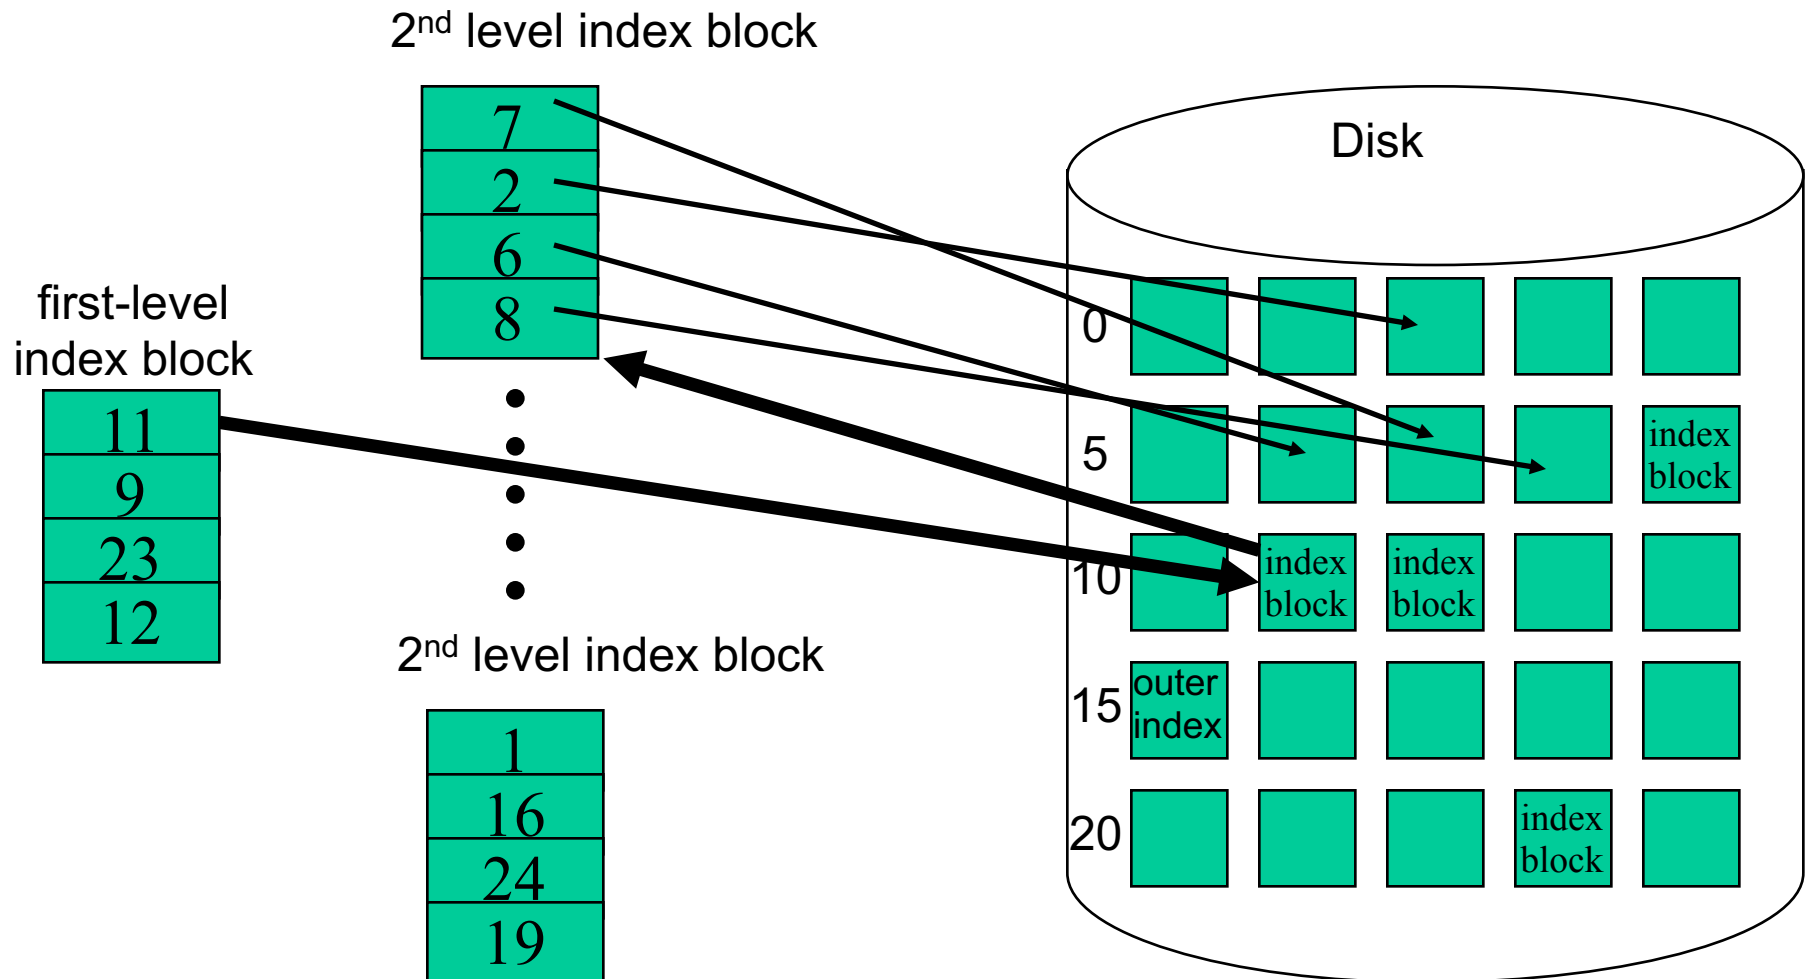 2nd level index block
7
2
6
8
first-level
index block
11
9
23
12
2nd level index block
1
16
24
19
Disk
0
5
index
block
10
index
block
index
block
15
outer
index
20
index
block